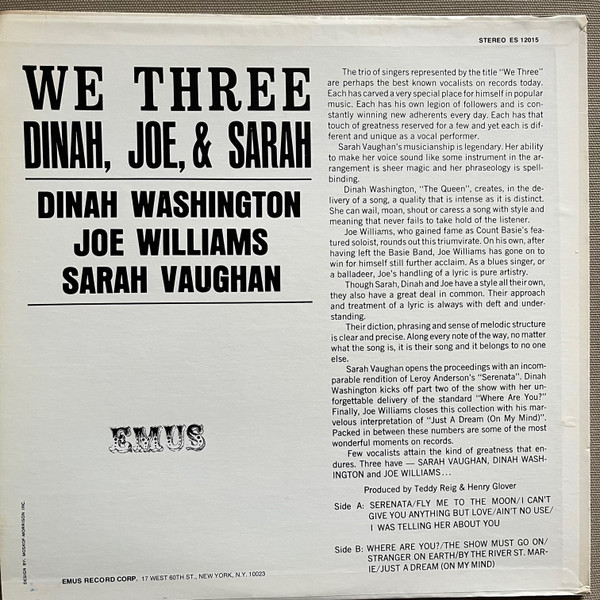 STEREO ES 12015
WE THREE
DINAH, JOE, & SARAH
DINAH WASHINGTON
JOE WILLIAMS
SARAH VAUGHAN
EMUS
The trio of singers represented by the title "We Three"
are perhaps the best known vocalists on records today.
Each has carved a very special place for himself in popular
music. Each has his own legion of followers and is con-
stantly winning new adherents every day. Each has that
touch of greatness reserved for a few and yet each is dif-
ferent and unique as a vocal performer.
Sarah Vaughan's musicianship is legendary. Her ability
to make her voice sound like some instrument in the ar-
rangement is sheer magic and her phraseology is spell-
binding.
Dinah Washington, "The Queen", creates, in the de-
livery of a song, a quality that is intense as it is distinct.
She can wail, moan, shout or caress a song with style and
meaning that never fails to take hold of the listener.
Joe Williams, who gained fame as Count Basie's fea-
tured soloist, rounds out this triumvirate. On his own, after
having left the Basie Band, Joe Williams has gone on to
win for himself still further acclaim. As a blues singer, or
a balladeer, Joe's handling of a lyric is pure artistry.
Though Sarah, Dinah and Joe have a style all their own,
they also have a great deal in common. Their approach
and treatment of a lyric is always with deft and under-
standing.
Their diction, phrasing and sense of melodic structure
is clear and precise. Along every note of the way, no matter
what the song is, it is their song and it belongs to no one
else.
Sarah Vaughan opens the proceedings with an incom-
parable rendition of Leroy Anderson's "Serenata". Dinah
Washington kicks off part two of the show with her un-
forgettable delivery of the standard "Where Are You?"
Finally, Joe Williams closes this collection with his mar-
velous interpretation of "Just A Dream (On My Mind)".
Packed in between these numbers are some of the most
wonderful moments on records.
Few vocalists attain the kind of greatness that en-
dures. Three have — SARAH VAUGHAN, DINAH WASH-
INGTON and JOE WILLIAMS...
Produced by Teddy Reig & Henry Glover
Side A: SERENATA/FLY ME TO THE MOON/I CAN'T
GIVE YOU ANYTHING BUT LOVE/AIN'T NO USE/
I WAS TELLING HER ABOUT YOU
Side B: WHERE ARE YOU?/THE SHOW MUST GO ON/
STRANGER ON EARTH/BY THE RIVER ST. MAR-
IE/JUST A DREAM (ON MY MIND)
DESIGN BY: MOSKOF-MORRISON INC.
EMUS RECORD CORP. 17 WEST 60TH ST., NEW YORK, N.Y. 10023